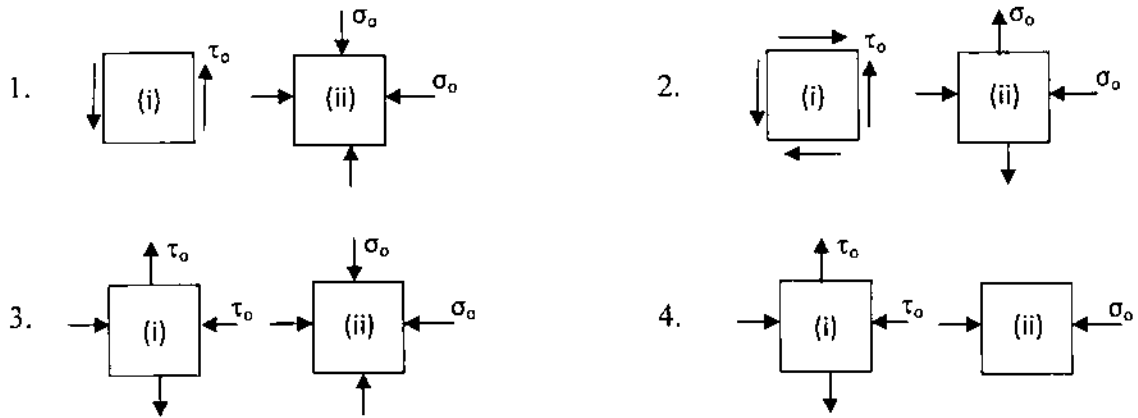 σₒ σₒ
1. (i) τₒ (ii) σₒ 2. (i) τₒ (ii) σₒ
τₒ σₒ τₒ
3. (i) τₒ (ii) σₒ 4. (i) τₒ (ii) σₒ